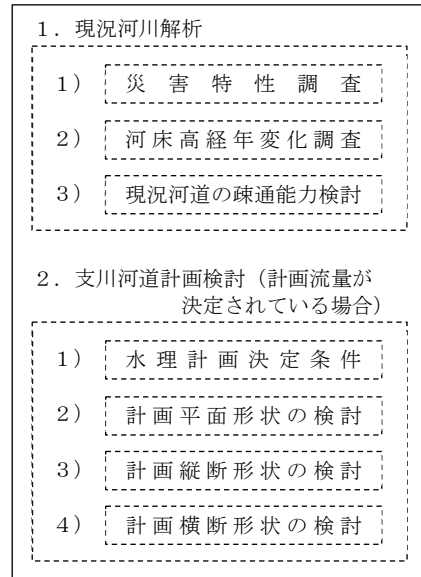 １．現況河川解析
１） 災害特性調査
２） 河床高経年変化調査
３） 現況河道の疎通能力検討
２．支川河道計画検討（計画流量が
決定されている場合）
１） 水理計画決定条件
２） 計画平面形状の検討
３） 計画縦断形状の検討
４） 計画横断形状の検討